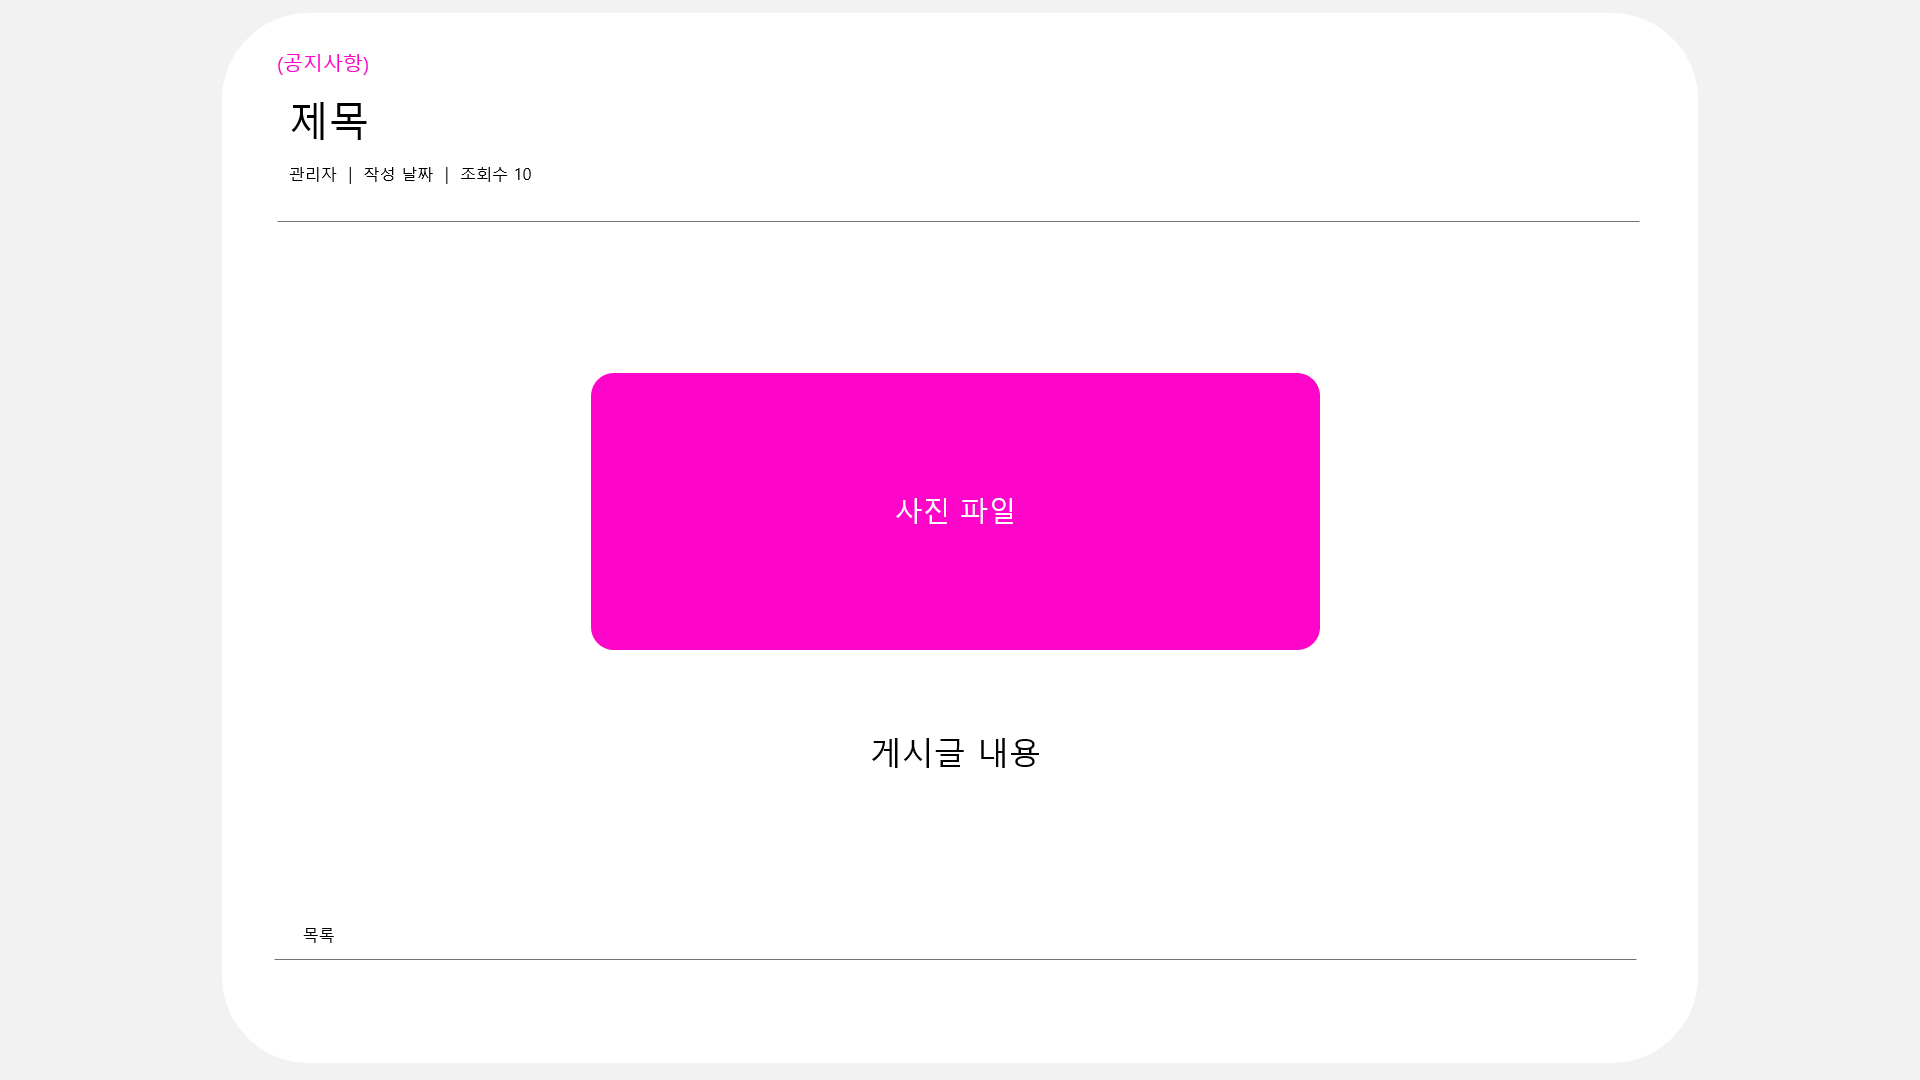 (공지사항)
제목
관리자 | 작성 날짜 | 조회수 10
사진 파일
게시글 내용
목록